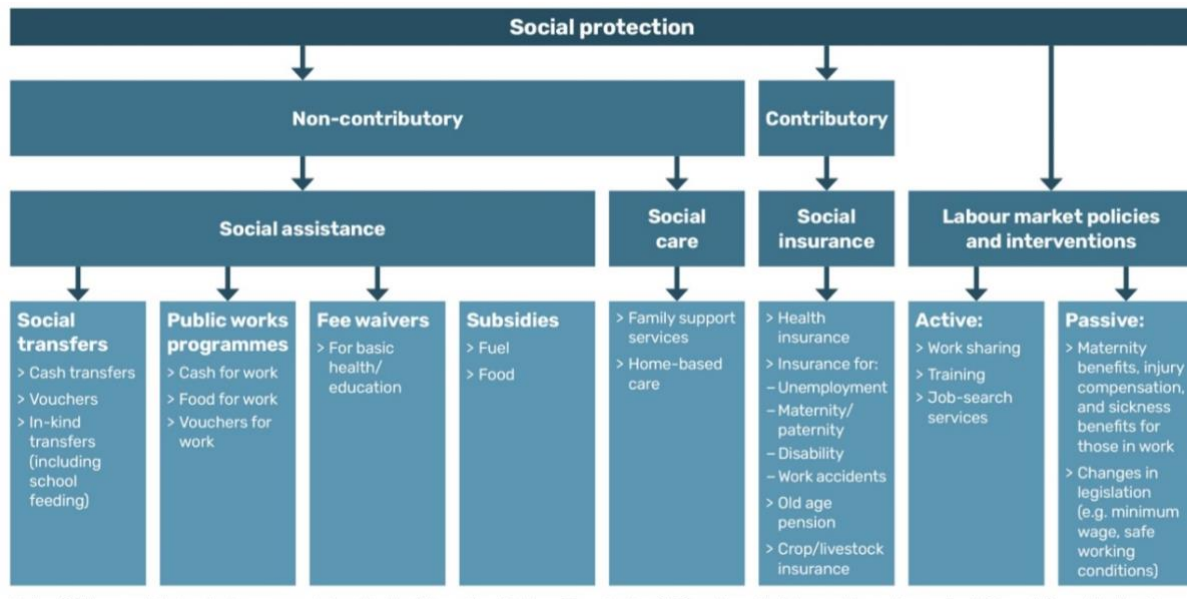 Social protection
Non-contributory
Contributory
Social assistance
Social
care
Social
insurance
Labour market policies
and interventions
Social
transfers
> Cash transfers
> Vouchers
> In-kind
transfers
(including
school
feeding)
Public works
programmes
> Cash for work
> Food for work
> Vouchers for
work
Fee waivers
> For basic
health/
education
Subsidies
> Fuel
> Food
> Family support
services
> Home-based
care
> Health
insurance
> Insurance for:
– Unemployment
– Maternity/
paternity
– Disability
– Work accidents
> Old age
pension
> Crop/livestock
insurance
Active:
> Work sharing
> Training
> Job-search
services
Passive:
> Maternity
benefits, injury
compensation,
and sickness
benefits for
those in work
> Changes in
legislation
(e.g. minimum
wage, safe
working
conditions)